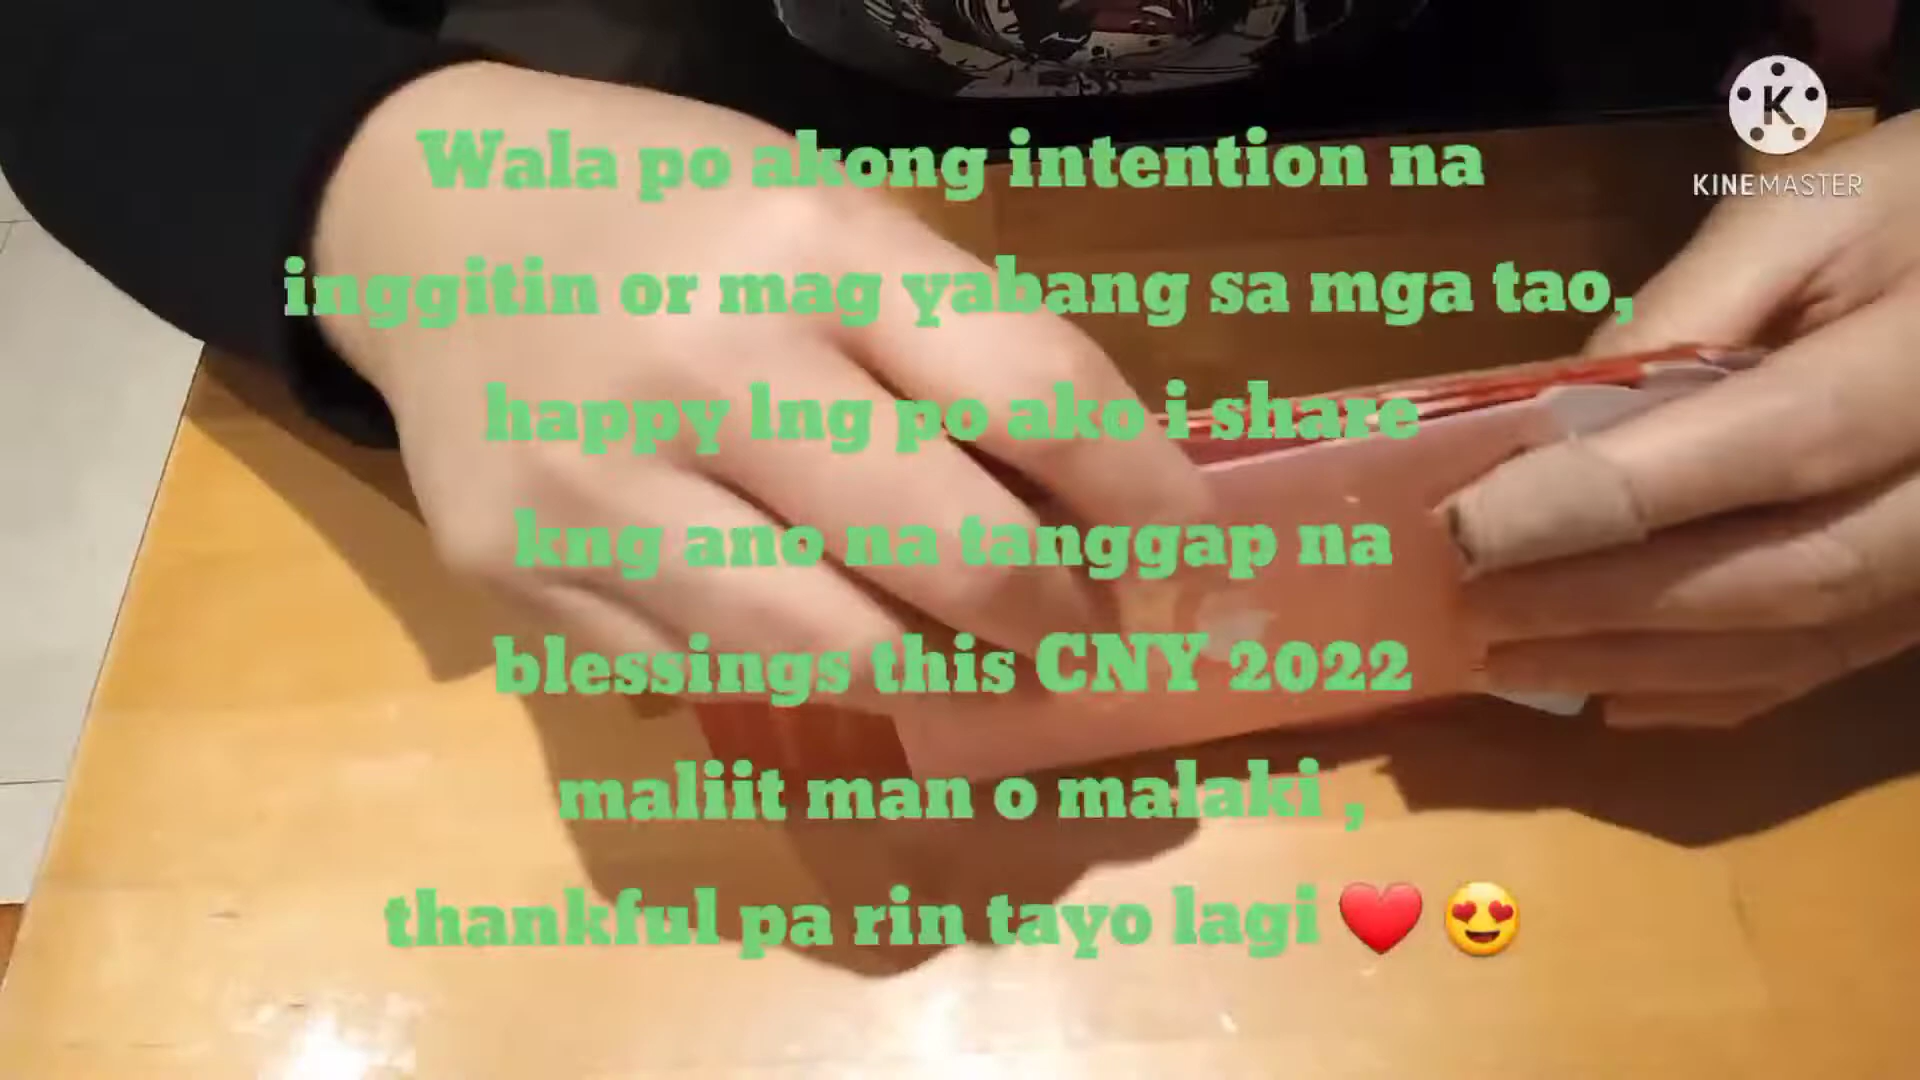 Wala po akong intention na
inggitin or mag yabang sa mga tao,
happy lng po ako i share
kng ano na tanggap na
blessings this CNY 2022
maliit man o malaki ,
thankful pa rin tayo lagi ❤️ 😍
K
KINEMASTER